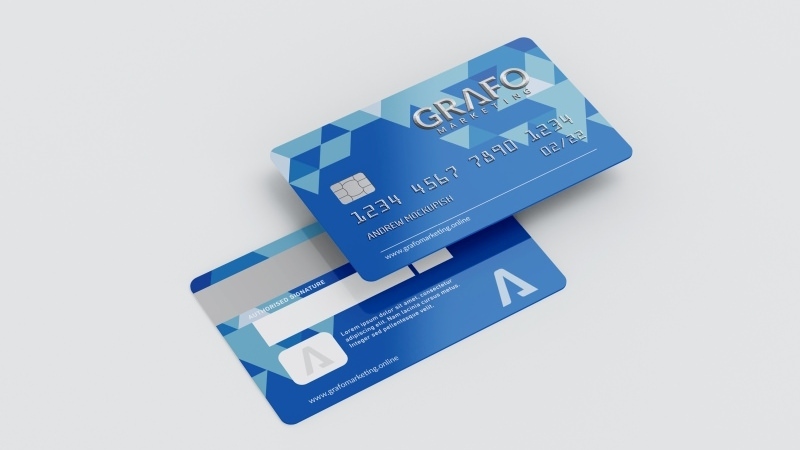 GRAFO
MARKETING
1234 4567 7890 1234
02/22
ANDREW MOCKUPISH
www.grafomarketing.online
AUTHORISED SIGNATURE
Lorem ipsum dolor sit amet, consectetur
adipiscing elit. Nam lacinia cursus metus.
Integer sed pellentesque velit.
www.grafomarketing.online